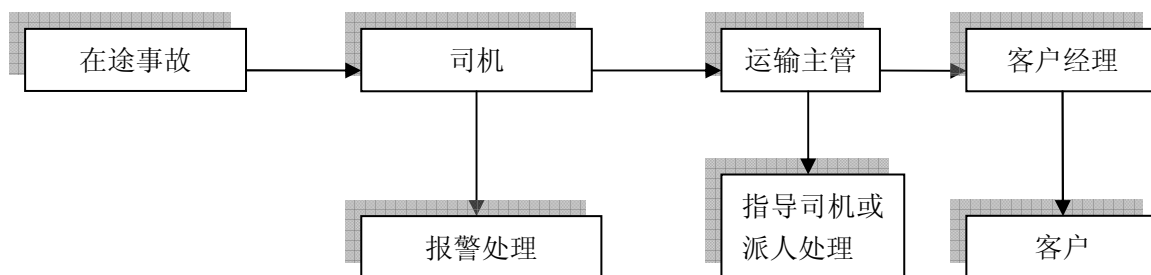 在途事故
司机
运输主管
客户经理
报警处理
指导司机或
派人处理
客户